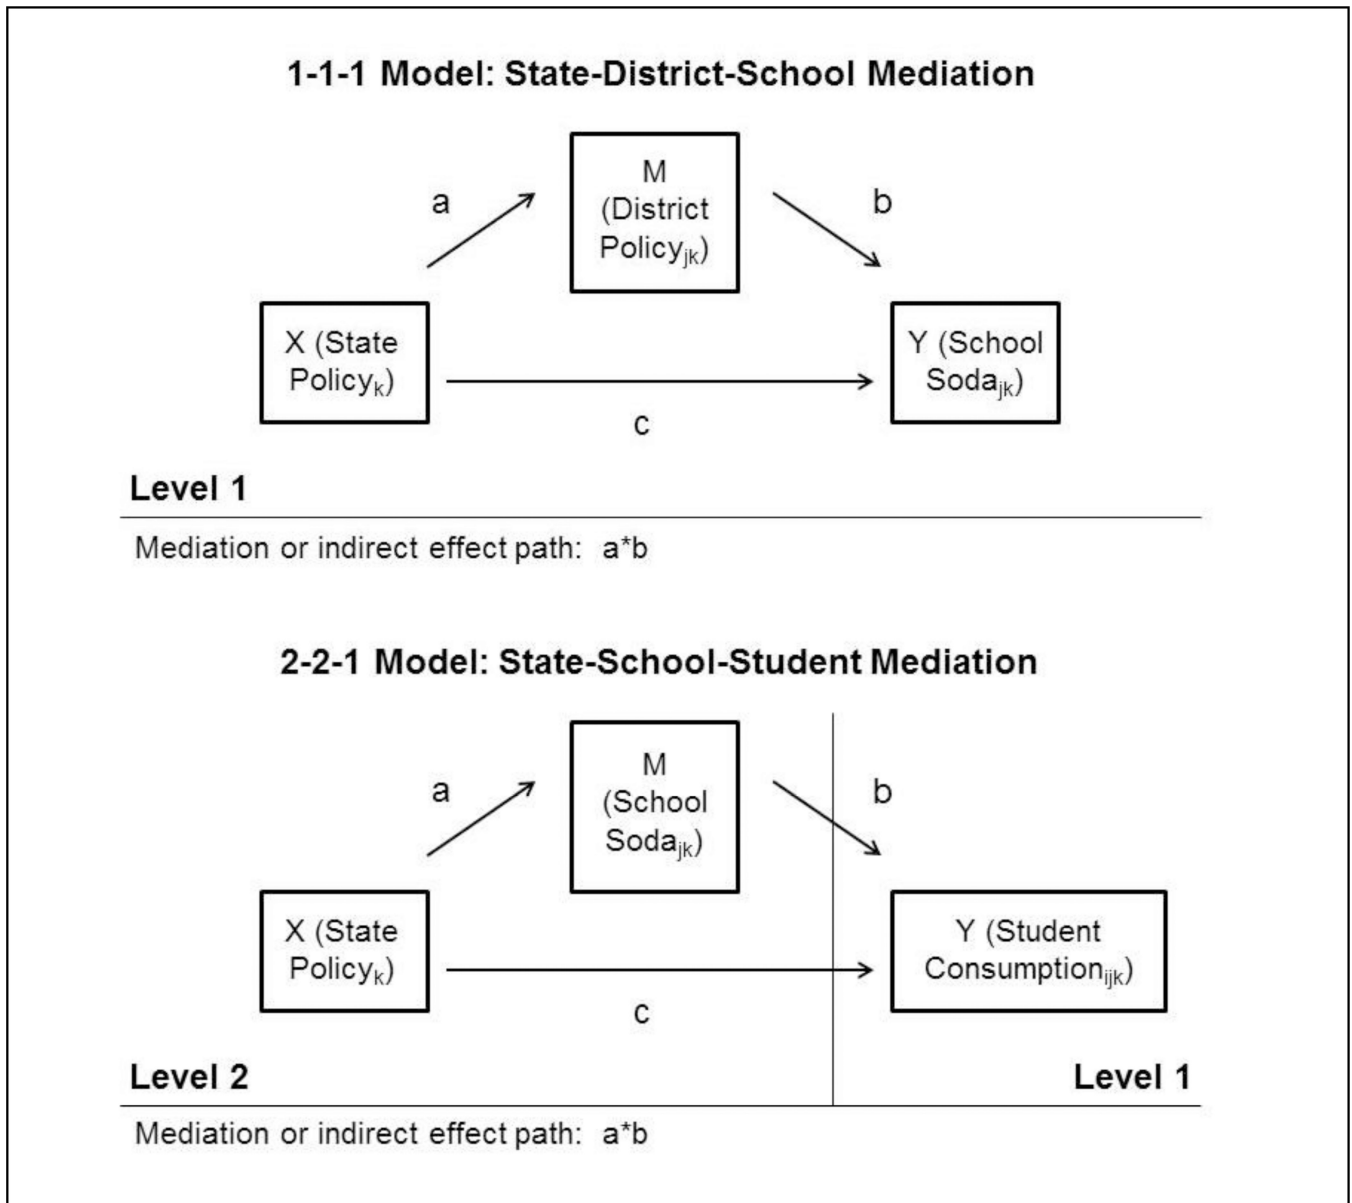 1-1-1 Model: State-District-School Mediation
M
(District
Policyjk)
a
b
X (State
Policyk)
Y (School
Sodajk)
c
Level 1
Mediation or indirect effect path: a*b
2-2-1 Model: State-School-Student Mediation
M
(School
Sodajk)
a
b
X (State
Policyk)
Y (Student
Consumptionijk)
c
Level 2
Level 1
Mediation or indirect effect path: a*b